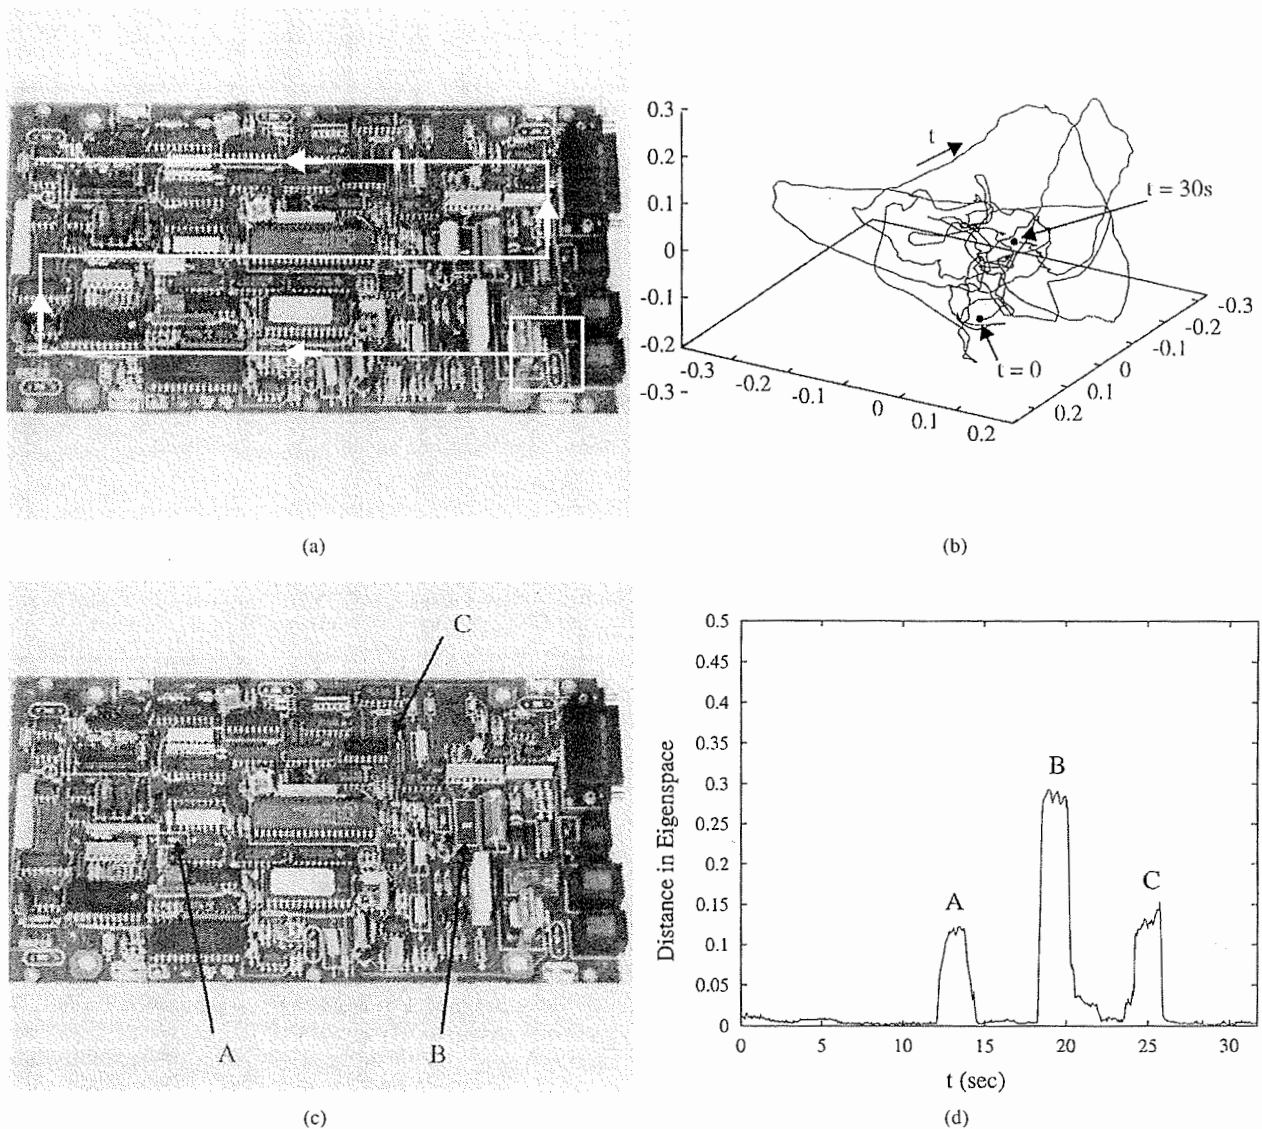 0.3
0.2
0.1
0
-0.1
-0.2
-0.3
t
t = 30s
t = 0
-0.3
-0.2
-0.1
0
0.1
0.2
-0.3
-0.2
-0.1
0
0.1
0.2
(a)
(b)
C
A
B
(c)
0.5
0.45
0.4
0.35
0.3
0.25
0.2
0.15
0.1
0.05
0
Distance in Eigenspace
A
B
C
0 5 10 15 20 25 30
t (sec)
(d)